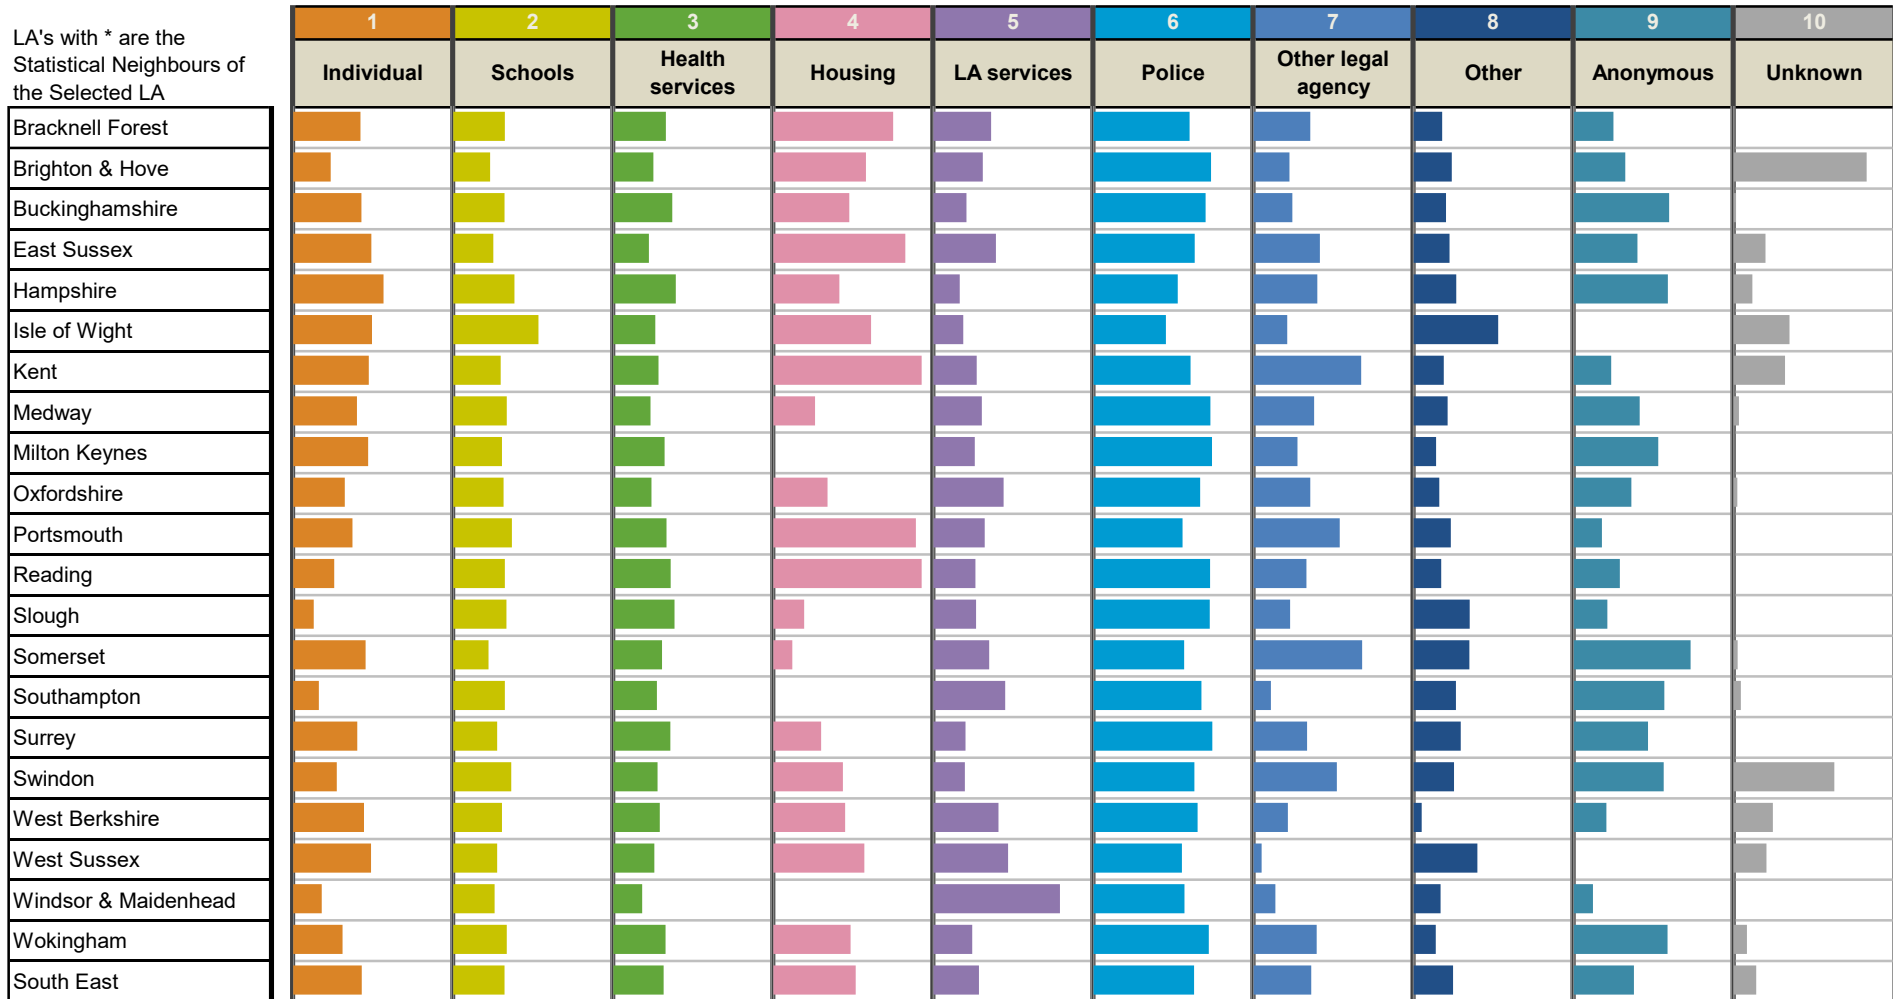 LA's with * are the
Statistical Neighbours of
the Selected LA
1 2 3 4 5 6 7 8 9 10
Individual Schools Health services Housing LA services Police Other legal agency Other Anonymous Unknown
Bracknell Forest
Brighton & Hove
Buckinghamshire
East Sussex
Hampshire
Isle of Wight
Kent
Medway
Milton Keynes
Oxfordshire
Portsmouth
Reading
Slough
Somerset
Southampton
Surrey
Swindon
West Berkshire
West Sussex
Windsor & Maidenhead
Wokingham
South East